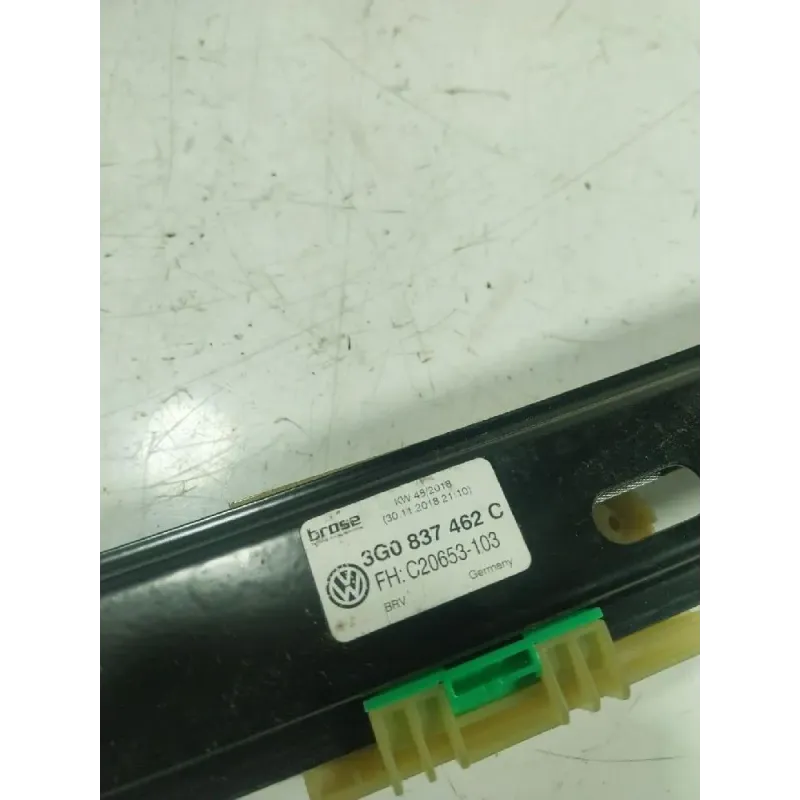 brose
KW 48/2018
(30.11.2018 21:10)
3G0 837 462 C
FH: C20653-103
BRV
Germany